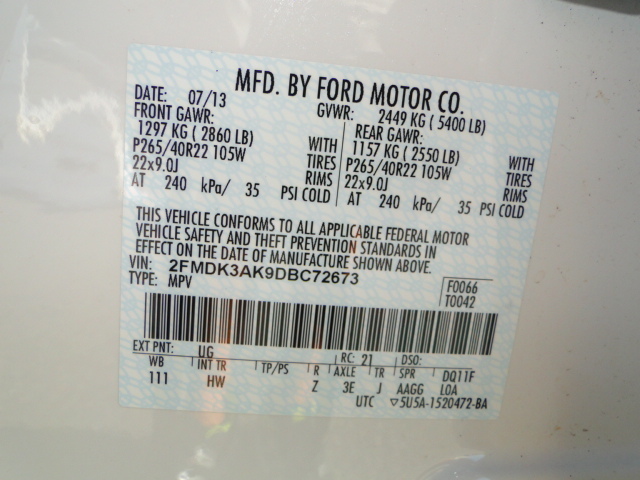 MFD. BY FORD MOTOR CO.
DATE: 07/13 GVWR: 2449 KG ( 5400 LB)
FRONT GAWR: REAR GAWR:
1297 KG ( 2860 LB) WITH 1157 KG ( 2550 LB) WITH
P265/40R22 105W TIRES P265/40R22 105W TIRES
22x9.0J RIMS 22x9.0J RIMS
AT 240 kPa/ 35 PSI COLD AT 240 kPa/ 35 PSI COLD
THIS VEHICLE CONFORMS TO ALL APPLICABLE FEDERAL MOTOR
VEHICLE SAFETY AND THEFT PREVENTION STANDARDS IN
EFFECT ON THE DATE OF MANUFACTURE SHOWN ABOVE.
VIN: 2FMDK3AK9DBC72673
TYPE: MPV
F0066
T0042
EXT PNT: UG RC: 21 DSO:
WB INT TR TP/PS R AXLE TR SPR DQ11F
111 HW Z 3E J AAGG LOA
UTC ▽5U5A-1520472-BA